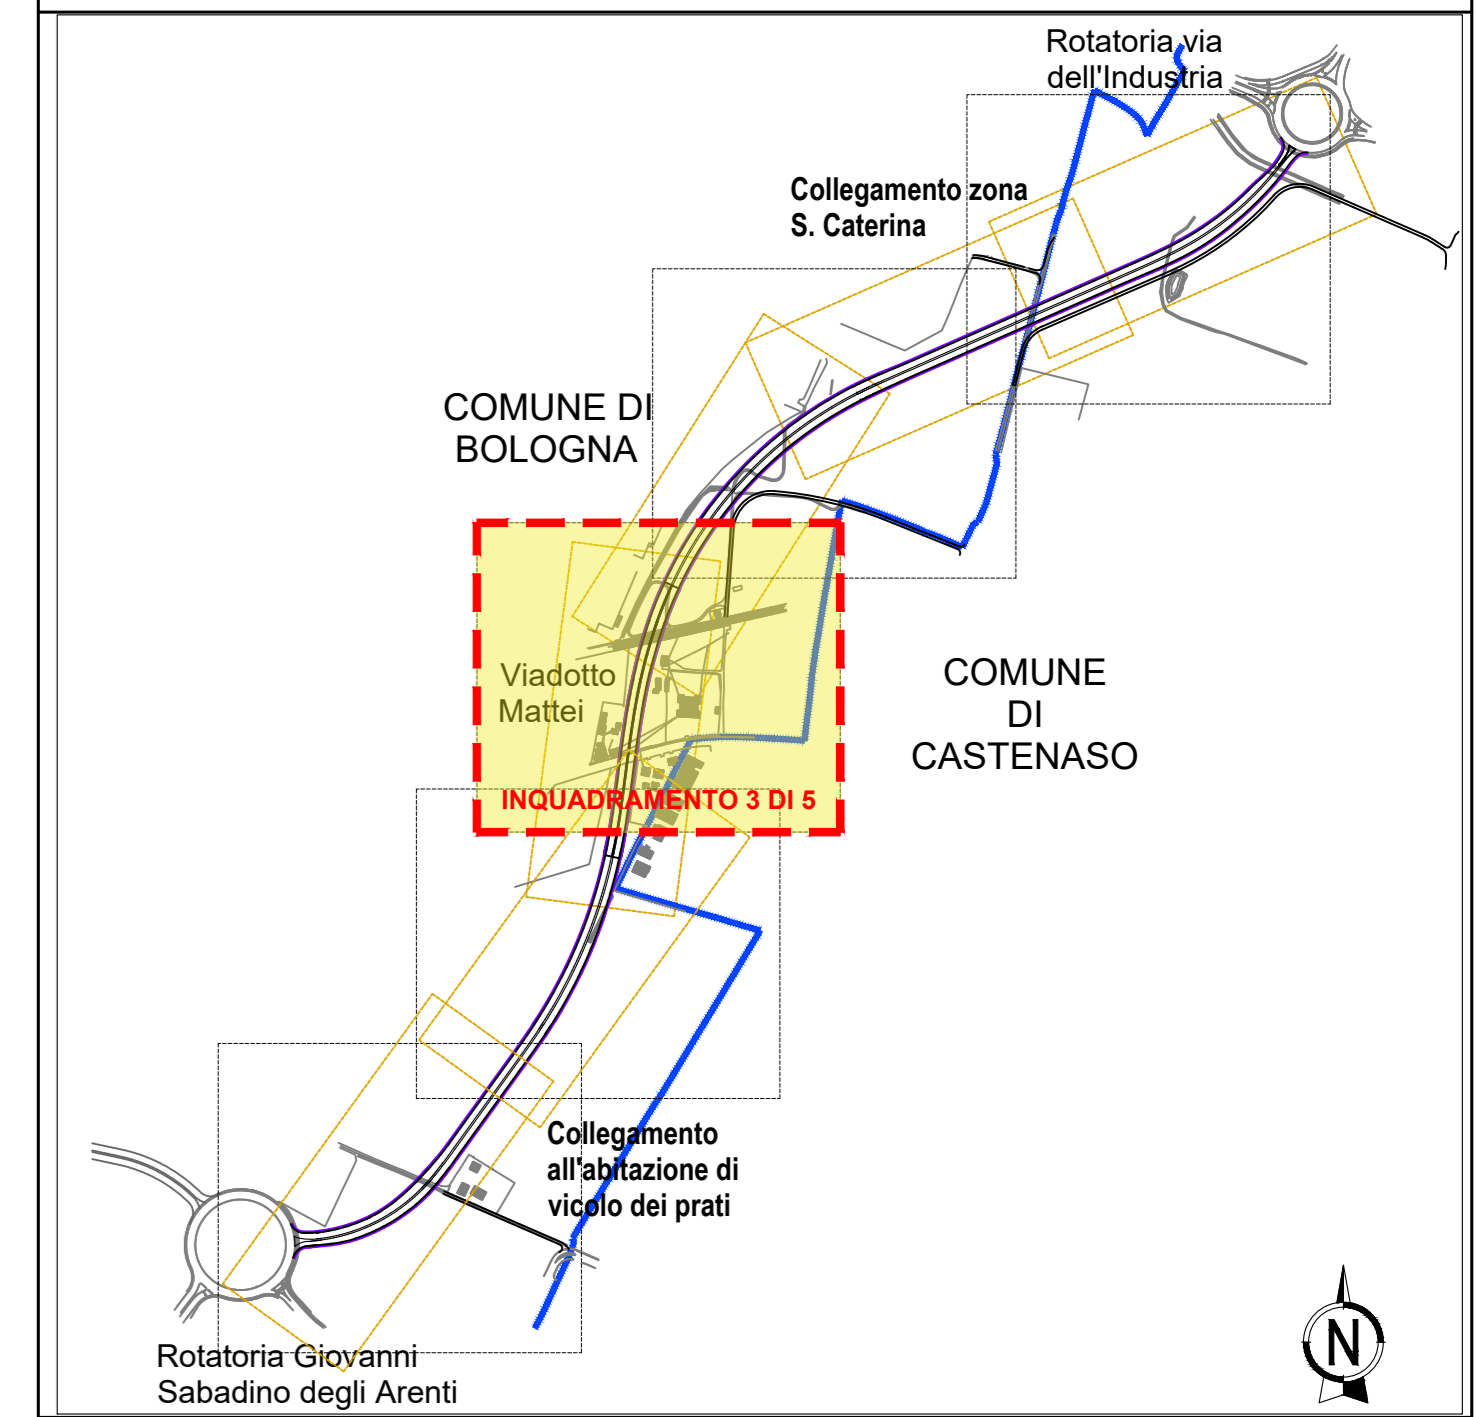 Rotatoria via
dell'Industria
Collegamento zona
S. Caterina
COMUNE DI
BOLOGNA
Viadotto
Mattei
COMUNE
DI
CASTENASO
INQUADRAMENTO 3 DI 5
Collegamento
all'abitazione di
vicolo dei prati
Rotatoria Giovanni
Sabadino degli Arenti
N